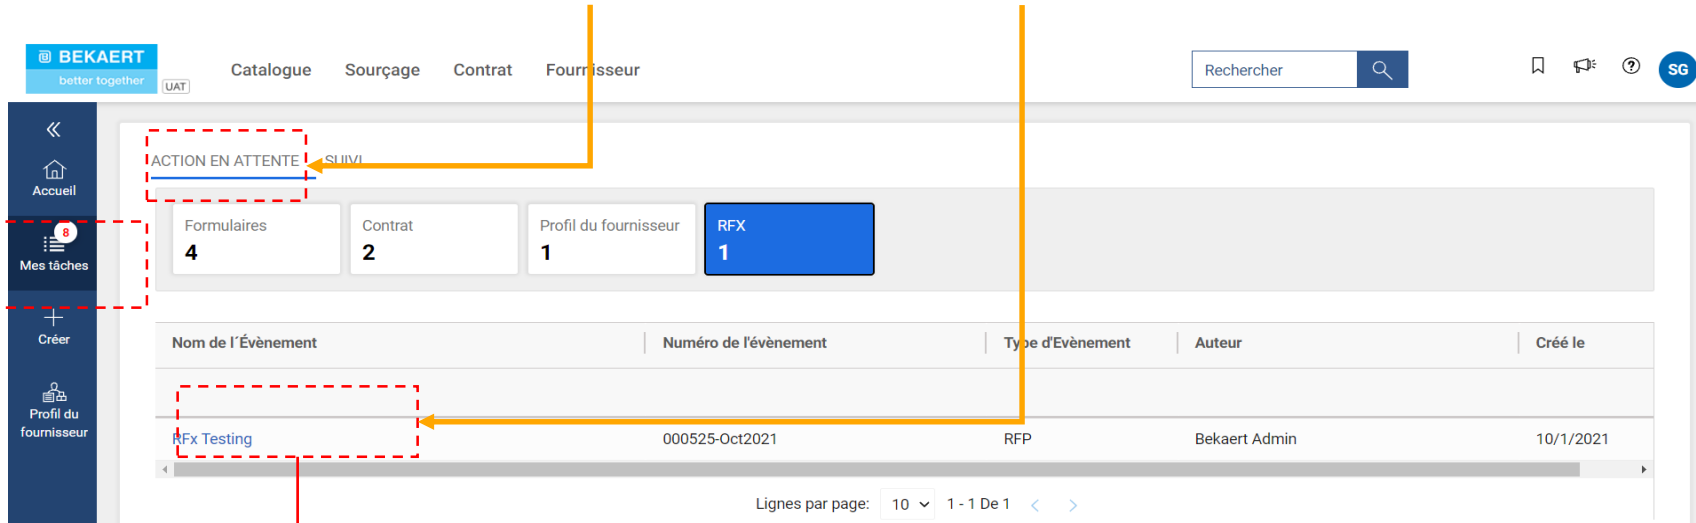 BEKAERT
better together
UAT
Catalogue Sourçage Contrat Fournisseur
Rechercher
SG
Accueil
8
Mes tâches
Créer
Profil du
fournisseur
ACTION EN ATTENTE SUIVI
Formulaires
4
Contrat
2
Profil du fournisseur
1
RFX
1
Nom de l´Évènement Numéro de l'évènement Type d'Evènement Auteur Créé le
RFx Testing 000525-Oct2021 RFP Bekaert Admin 10/1/2021
Lignes par page: 10 1 - 1 De 1